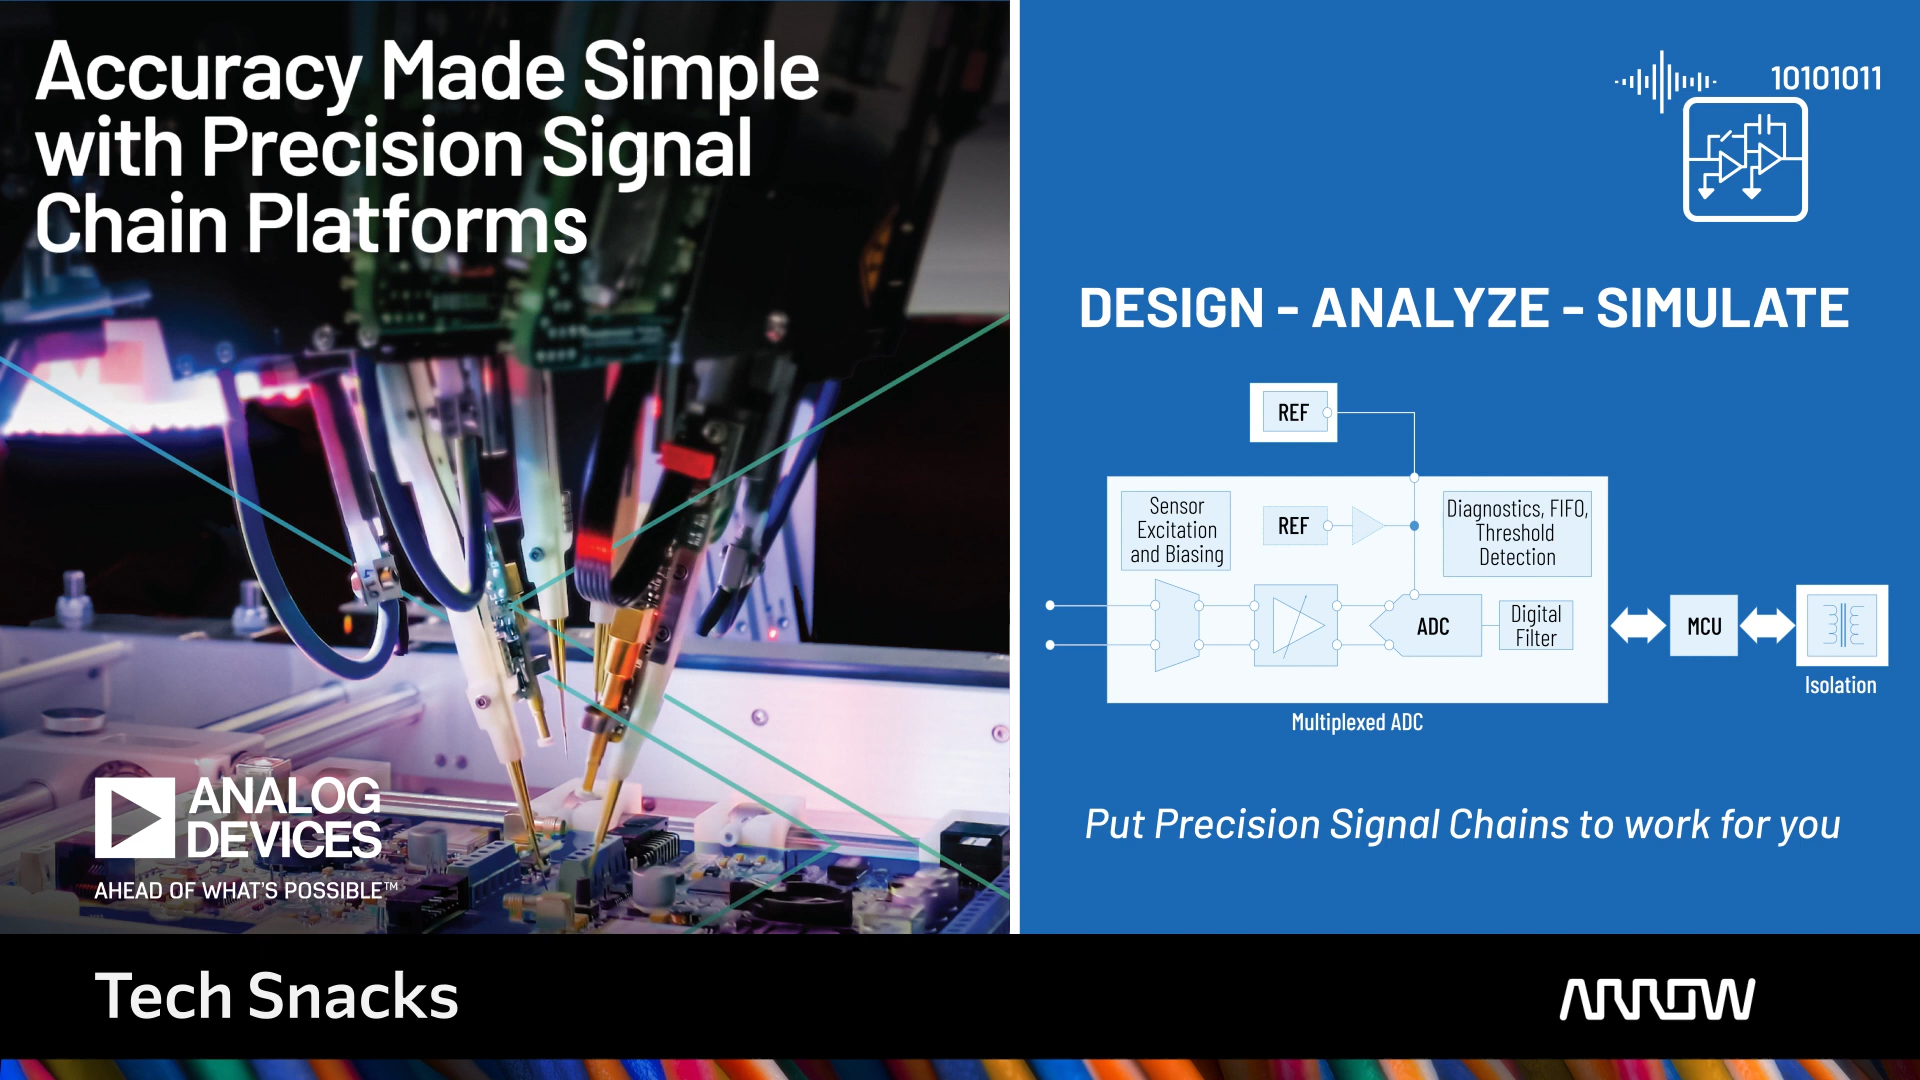 Accuracy Made Simple
with Precision Signal
Chain Platforms
ANALOG
DEVICES
AHEAD OF WHAT'S POSSIBLE™
10101011
DESIGN - ANALYZE - SIMULATE
REF
Sensor
Excitation
and Biasing
REF
Diagnostics, FIFO,
Threshold
Detection
ADC
Digital
Filter
MCU
Isolation
Multiplexed ADC
Put Precision Signal Chains to work for you
Tech Snacks
ARROW